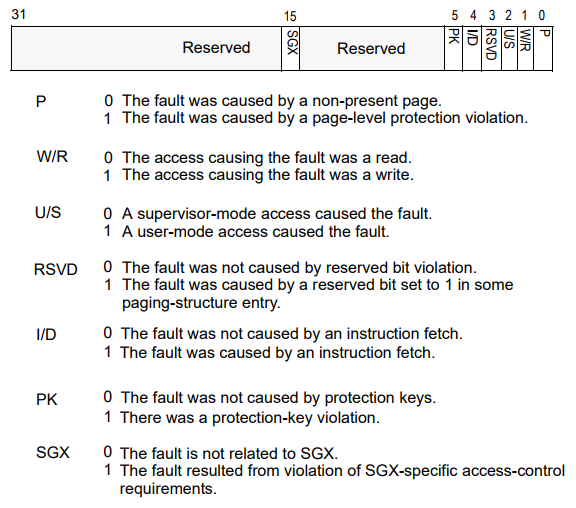 31 15 5 4 3 2 1 0
Reserved SGX Reserved PK I/D RSVD U/S W/R P
P 0 The fault was caused by a non-present page.
1 The fault was caused by a page-level protection violation.
W/R 0 The access causing the fault was a read.
1 The access causing the fault was a write.
U/S 0 A supervisor-mode access caused the fault.
1 A user-mode access caused the fault.
RSVD 0 The fault was not caused by reserved bit violation.
1 The fault was caused by a reserved bit set to 1 in some
paging-structure entry.
I/D 0 The fault was not caused by an instruction fetch.
1 The fault was caused by an instruction fetch.
PK 0 The fault was not caused by protection keys.
1 There was a protection-key violation.
SGX 0 The fault is not related to SGX.
1 The fault resulted from violation of SGX-specific access-control
requirements.